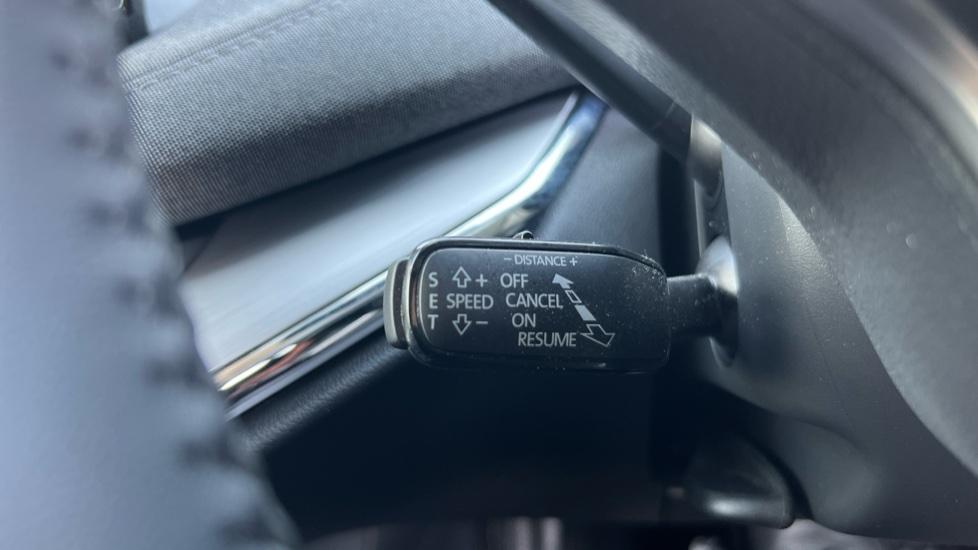 - DISTANCE +
S + OFF
E SPEED CANCEL
T - ON
RESUME